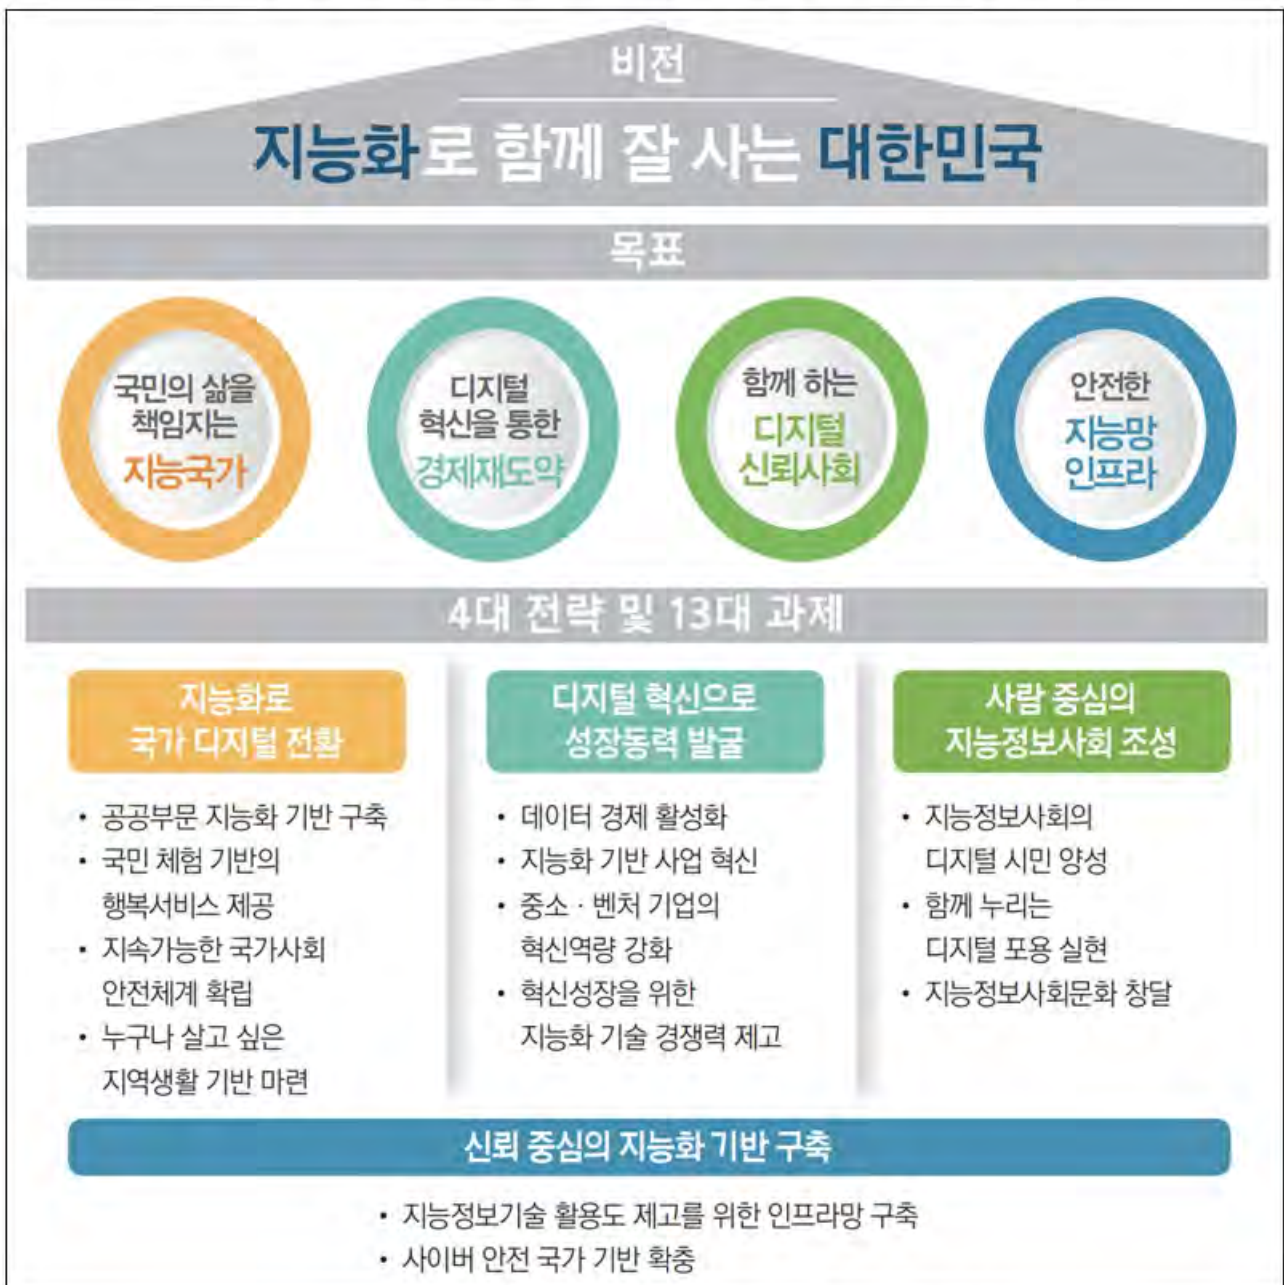 비전
지능화로 함께 잘 사는 대한민국
목표
국민의 삶을
책임지는
지능국가
디지털
혁신을 통한
경제재도약
함께 하는
디지털
신뢰사회
안전한
지능망
인프라
4대 전략 및 13대 과제
지능화로
국가 디지털 전환
• 공공부문 지능화 기반 구축
• 국민 체험 기반의
행복서비스 제공
• 지속가능한 국가사회
안전체계 확립
• 누구나 살고 싶은
지역생활 기반 마련
디지털 혁신으로
성장동력 발굴
• 데이터 경제 활성화
• 지능화 기반 사업 혁신
• 중소 · 벤처 기업의
혁신역량 강화
• 혁신성장을 위한
지능화 기술 경쟁력 제고
사람 중심의
지능정보사회 조성
• 지능정보사회의
디지털 시민 양성
• 함께 누리는
디지털 포용 실현
• 지능정보사회문화 창달
신뢰 중심의 지능화 기반 구축
• 지능정보기술 활용도 제고를 위한 인프라망 구축
• 사이버 안전 국가 기반 확충